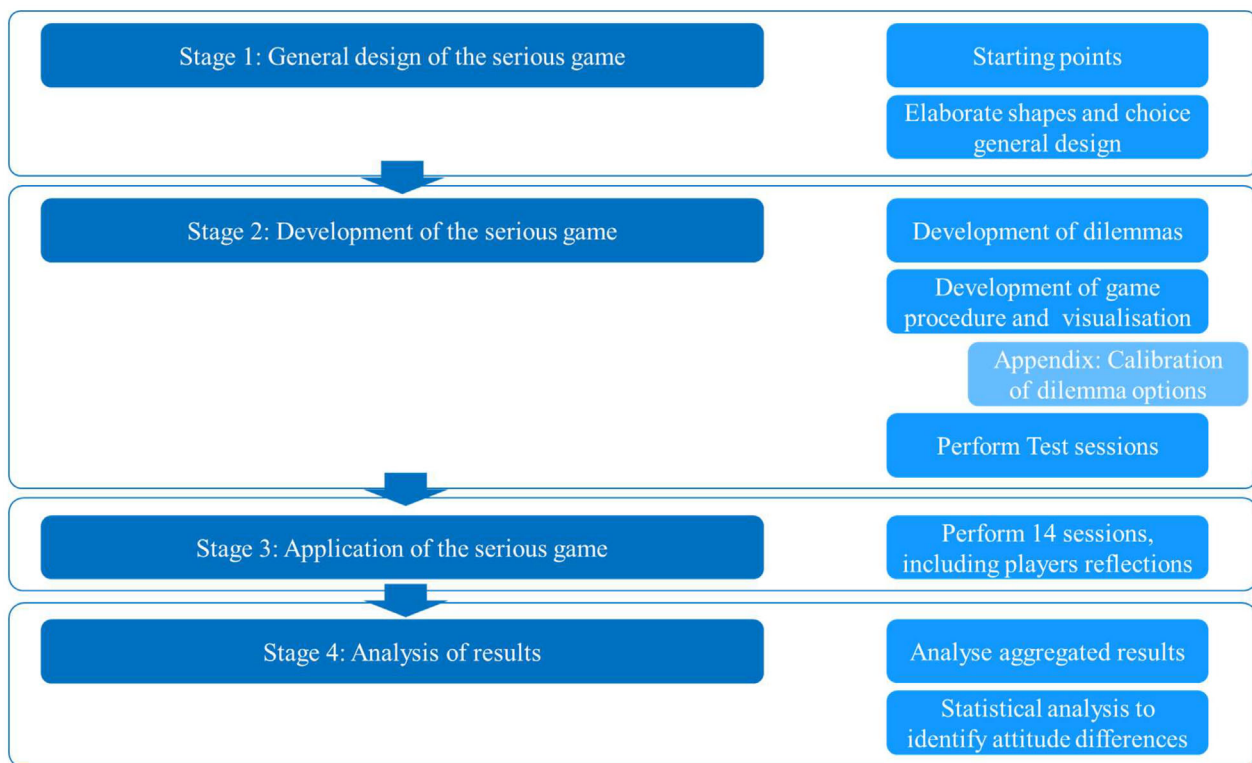 Stage 1: General design of the serious game
Starting points
Elaborate shapes and choice
general design
Stage 2: Development of the serious game
Development of dilemmas
Development of game
procedure and  visualisation
Appendix: Calibration
of dilemma options
Perform Test sessions
Stage 3: Application of the serious game
Perform 14 sessions,
including players reflections
Stage 4: Analysis of results
Analyse aggregated results
Statistical analysis to
identify attitude differences